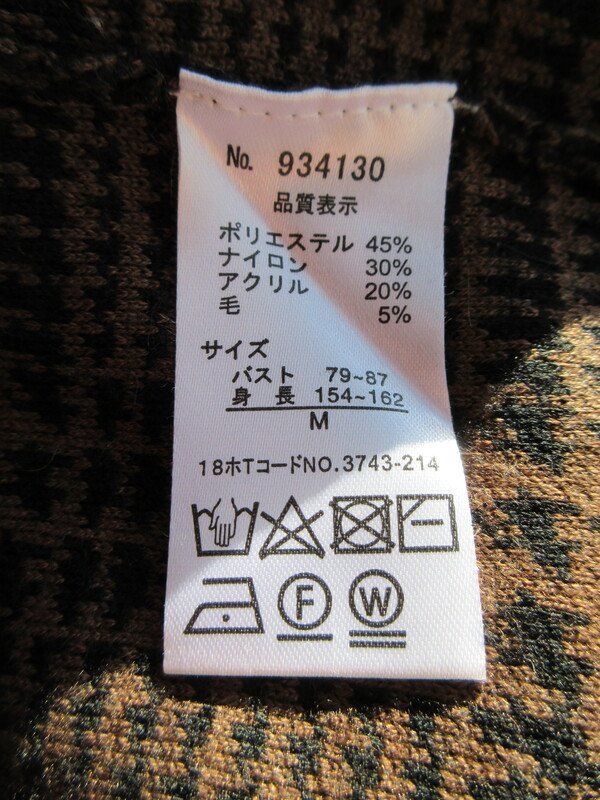 No. 934130
品質表示
ポリエステル 45%
ナイロン 30%
アクリル 20%
毛 5%
サイズ
バスト 79~87
身長 154~162
M
18ホTコードNO.3743-214
F W